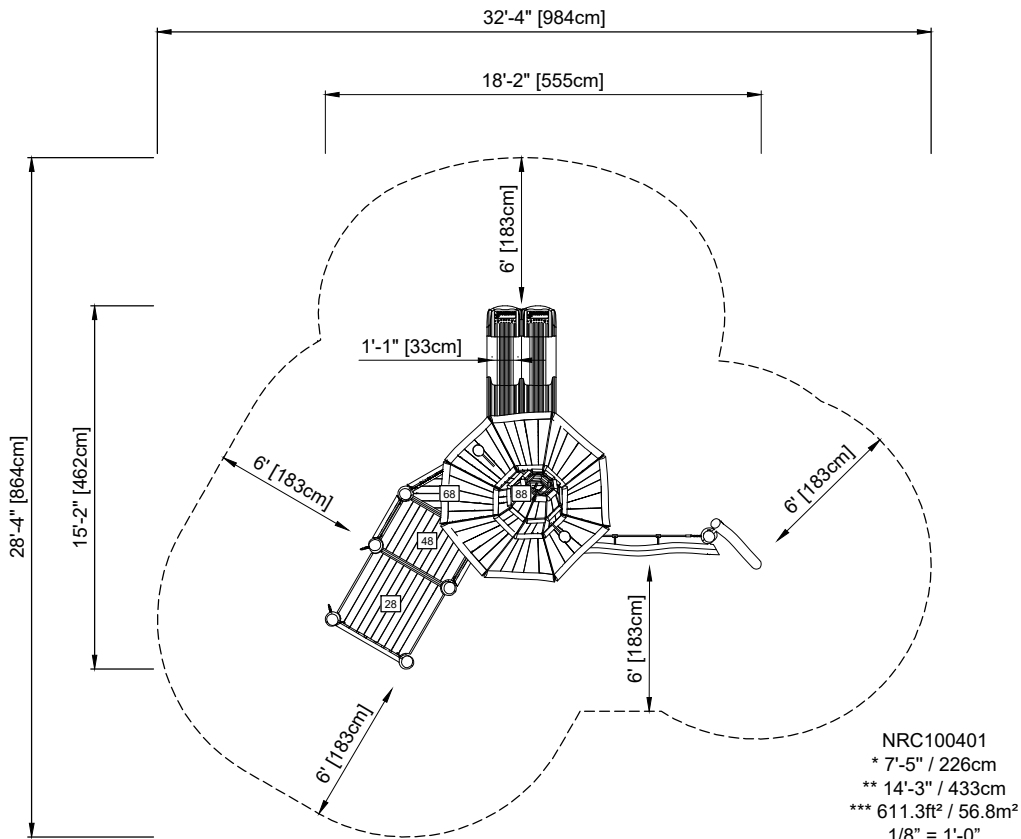 32'-4" [984cm]
18'-2" [555cm]
6' [183cm]
1'-1" [33cm]
28'-4" [864cm]
15'-2" [462cm]
6' [183cm]
6' [183cm]
68
88
48
28
6' [183cm]
6' [183cm]
NRC100401
* 7'-5" / 226cm
** 14'-3" / 433cm
*** 611.3ft² / 56.8m²
1/8" = 1'-0"